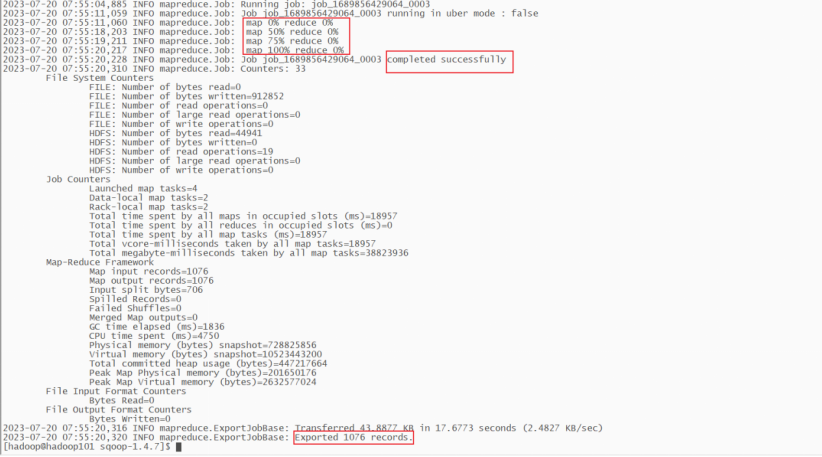 2023-07-20 07:55:04,885 INFO mapreduce.Job: Running job: job_1689856429064_0003
2023-07-20 07:55:11,059 INFO mapreduce.Job: Job job_1689856429064_0003 running in uber mode : false
2023-07-20 07:55:11,060 INFO mapreduce.Job:  map 0% reduce 0%
2023-07-20 07:55:18,203 INFO mapreduce.Job:  map 50% reduce 0%
2023-07-20 07:55:19,211 INFO mapreduce.Job:  map 75% reduce 0%
2023-07-20 07:55:20,217 INFO mapreduce.Job:  map 100% reduce 0%
2023-07-20 07:55:20,228 INFO mapreduce.Job: Job job_1689856429064_0003 completed successfully
2023-07-20 07:55:20,310 INFO mapreduce.Job: Counters: 33
File System Counters
FILE: Number of bytes read=0
FILE: Number of bytes written=912852
FILE: Number of read operations=0
FILE: Number of large read operations=0
FILE: Number of write operations=0
HDFS: Number of bytes read=44941
HDFS: Number of bytes written=0
HDFS: Number of read operations=19
HDFS: Number of large read operations=0
HDFS: Number of write operations=0
Job Counters
Launched map tasks=4
Data-local map tasks=2
Rack-local map tasks=2
Total time spent by all maps in occupied slots (ms)=18957
Total time spent by all reduces in occupied slots (ms)=0
Total time spent by all map tasks (ms)=18957
Total vcore-milliseconds taken by all map tasks=18957
Total megabyte-milliseconds taken by all map tasks=38823936
Map-Reduce Framework
Map input records=1076
Map output records=1076
Input split bytes=706
Spilled Records=0
Failed Shuffles=0
Merged Map outputs=0
GC time elapsed (ms)=1836
CPU time spent (ms)=4750
Physical memory (bytes) snapshot=728825856
Virtual memory (bytes) snapshot=10523443200
Total committed heap usage (bytes)=447217664
Peak Map Physical memory (bytes)=201650176
Peak Map Virtual memory (bytes)=2632577024
File Input Format Counters
Bytes Read=0
File Output Format Counters
Bytes Written=0
2023-07-20 07:55:20,316 INFO mapreduce.ExportJobBase: Transferred 43.8877 KB in 17.6773 seconds (2.4827 KB/sec)
2023-07-20 07:55:20,320 INFO mapreduce.ExportJobBase: Exported 1076 records.
[hadoop@hadoop101 sqoop-1.4.7]$